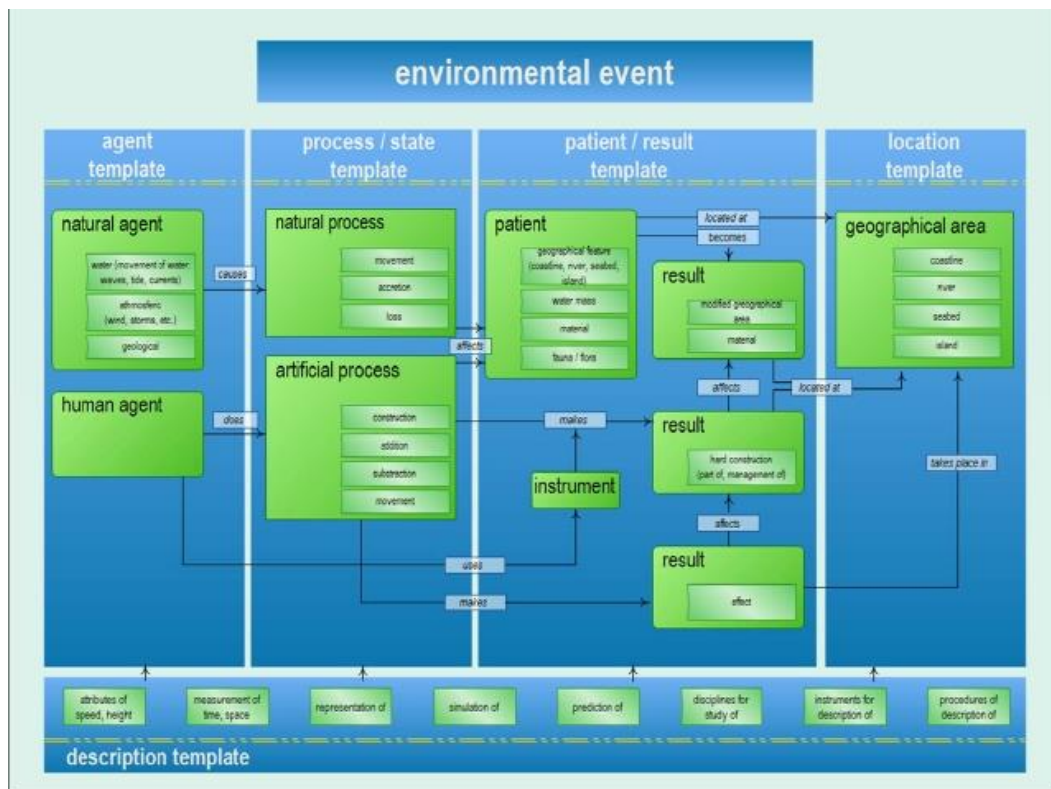 environmental event
agent
template
process / state
template
patient / result
template
location
template
natural agent
water (movement of water:
waves, tide, currents)
athmosferic
(wind, storms, etc.)
geological
human agent
causes
does
natural process
movement
accretion
loss
artificial process
construction
addition
substraction
movement
affects
patient
geographical feature
(coastline, river, seabed,
island)
water mass
material
fauna / flora
located at
becomes
result
modified geographical
area
material
affects
located at
makes
result
hard construction
(part of, management of)
instrument
affects
uses
makes
result
effect
geographical area
coastline
river
seabed
island
takes place in
attributes of
speed, height
measurement of
time, space
representation of
simulation of
prediction of
disciplines for
study of
instruments for
description of
procedures of
description of
description template